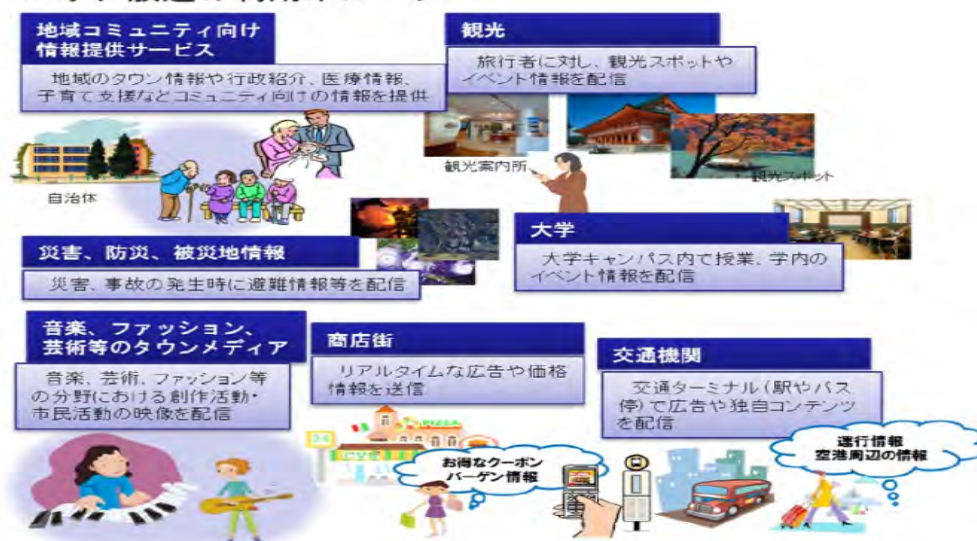 地域コミュニティ向け
情報提供サービス
地域のタウン情報や行政紹介、医療情報、
子育て支援などコミュニティ向けの情報を提供
自治体
観光
旅行者に対し、観光スポットや
イベント情報を配信
観光案内所
観光スポット
災害、防災、被災地情報
災害、事故の発生時に避難情報等を配信
大学
大学キャンパス内で授業、学内の
イベント情報を配信
音楽、ファッション、
芸術等のタウンメディア
音楽、芸術、ファッション等
の分野における創作活動・
市民活動の映像を配信
商店街
リアルタイムな広告や価格
情報を送信
24
PIZZA
お得なクーポン
バーゲン情報
交通機関
交通ターミナル(駅やバス
停)で広告や独自コンテンツ
を配信
運行情報
空港周辺の情報